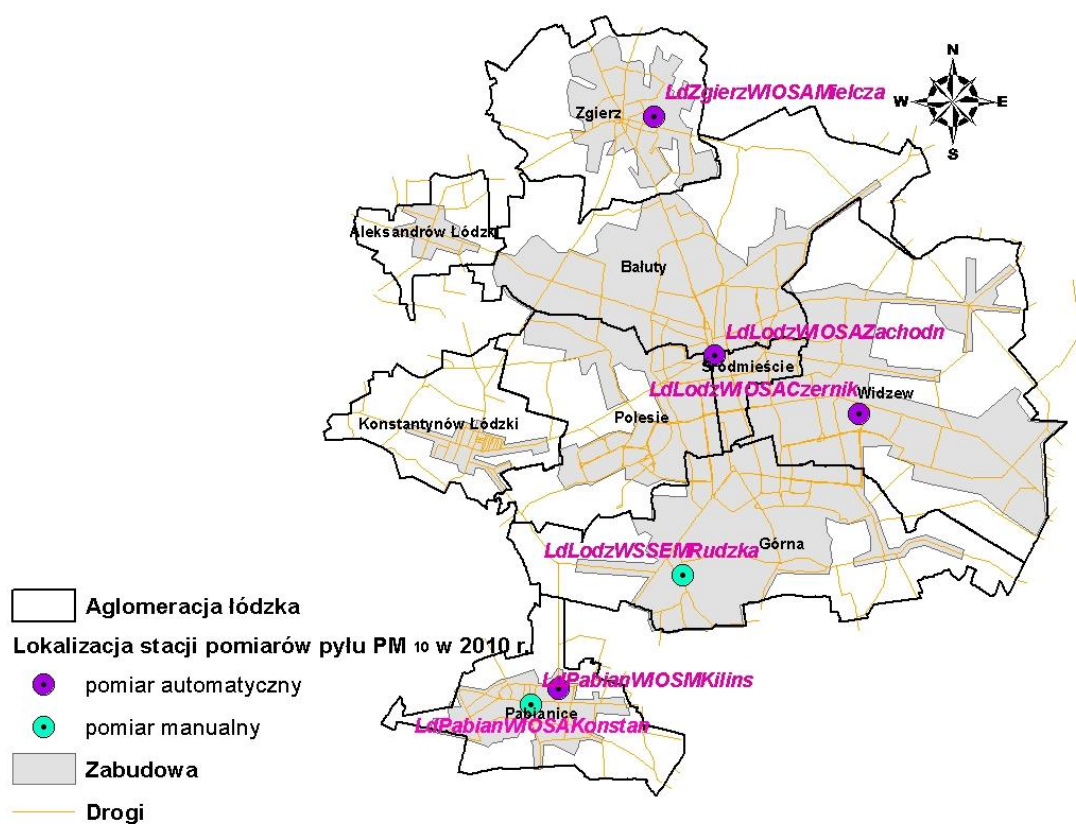 N
LdZgierzWIOSAMielcza
Zgierz
W E
S
Aleksandrów Łódzki
Bałuty
LdLodzWIOSAZachodn
Śródmieście
LdLodzWIOSACzernik
Widzew
Polesie
Konstantynów Łódzki
LdLodzWSSEMRudzka
Górna
Aglomeracja łódzka
Lokalizacja stacji pomiarów pyłu PM 10 w 2010 r.
pomiar automatyczny
LdPabianWIOSMKilins
Pabianice
pomiar manualny
LdPabianWIOSAKonstan
Zabudowa
Drogi